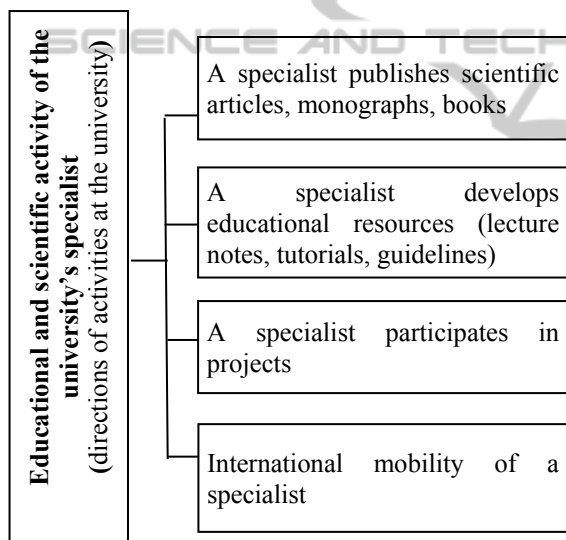 SCIENCE AND TECH
Educational and scientific activity of the
university's specialist
(directions of activities at the university)
A specialist publishes scientific
articles, monographs, books
A specialist develops
educational resources (lecture
notes, tutorials, guidelines)
A specialist participates in
projects
International mobility of a
specialist